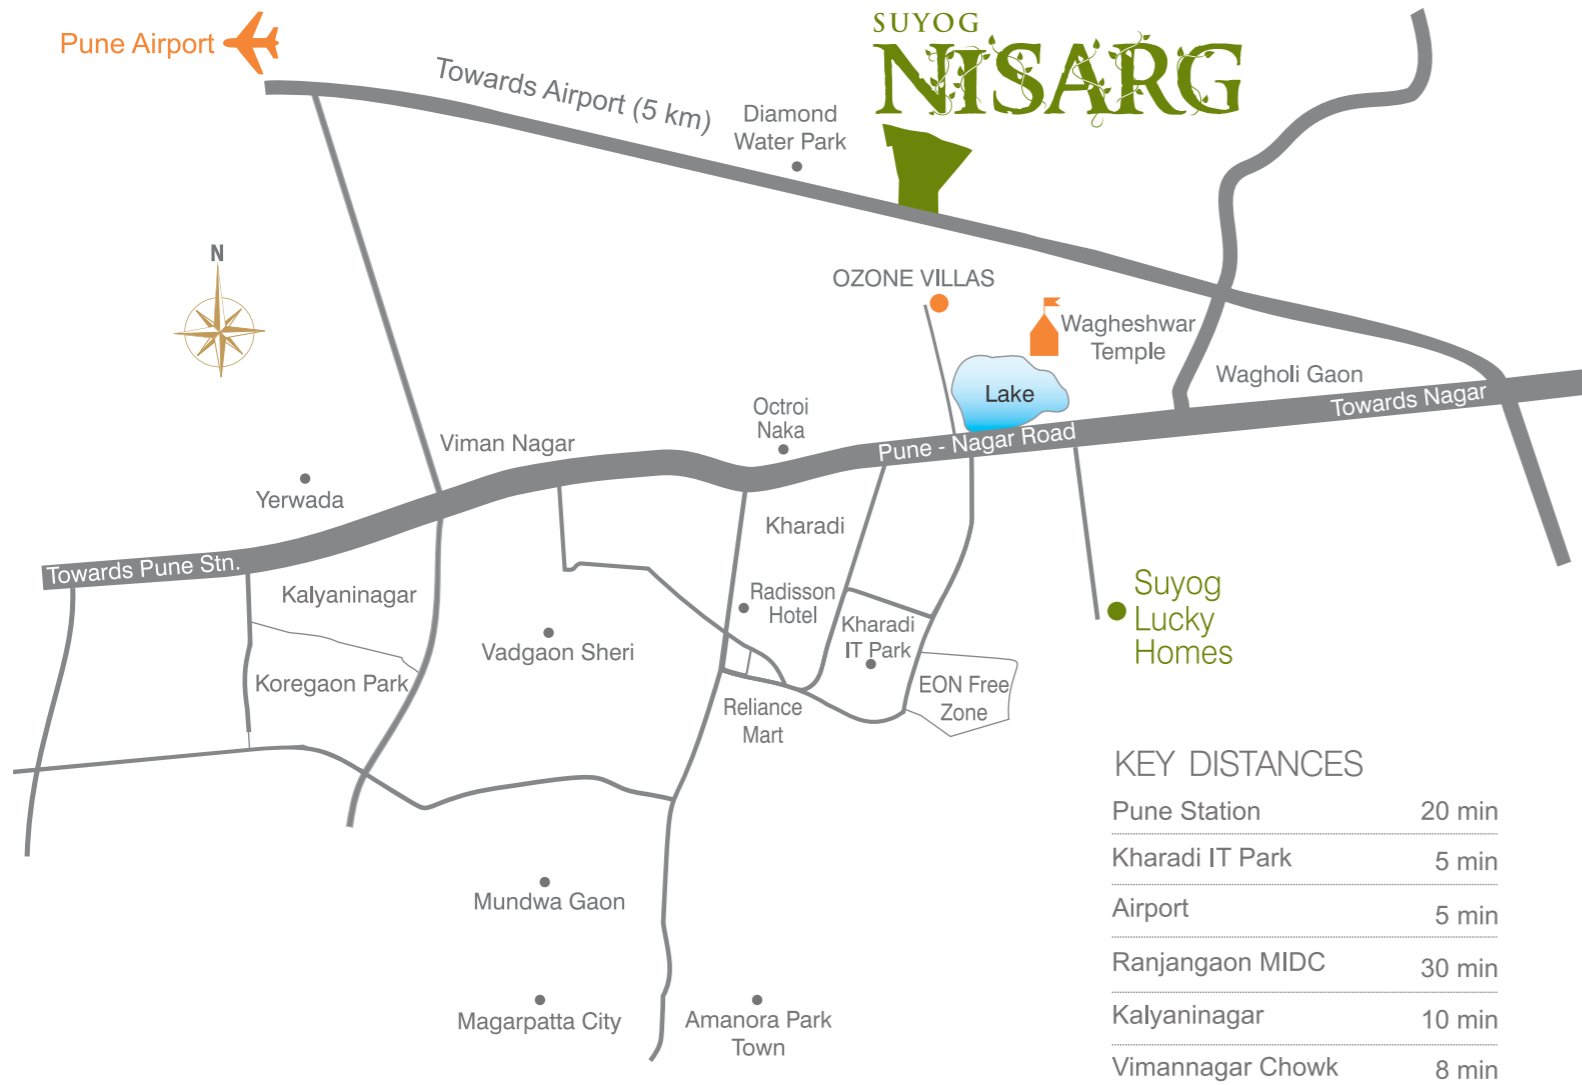 SUYOG
NISARG
Pune Airport
Towards Airport (5 km)
Diamond
Water Park
N
OZONE VILLAS
Wagheshwar
Temple
Lake
Wagholi Gaon
Towards Nagar
Octroi
Naka
Pune - Nagar Road
Viman Nagar
Yerwada
Kharadi
Towards Pune Stn.
Kalyaninagar
Radisson
Hotel
Suyog
Lucky
Homes
Kharadi
IT Park
Vadgaon Sheri
Koregaon Park
EON Free
Zone
Reliance
Mart
KEY DISTANCES
Pune Station 20 min
Kharadi IT Park 5 min
Airport 5 min
Ranjangaon MIDC 30 min
Kalyaninagar 10 min
Vimannagar Chowk 8 min
Mundwa Gaon
Magarpatta City
Amanora Park
Town